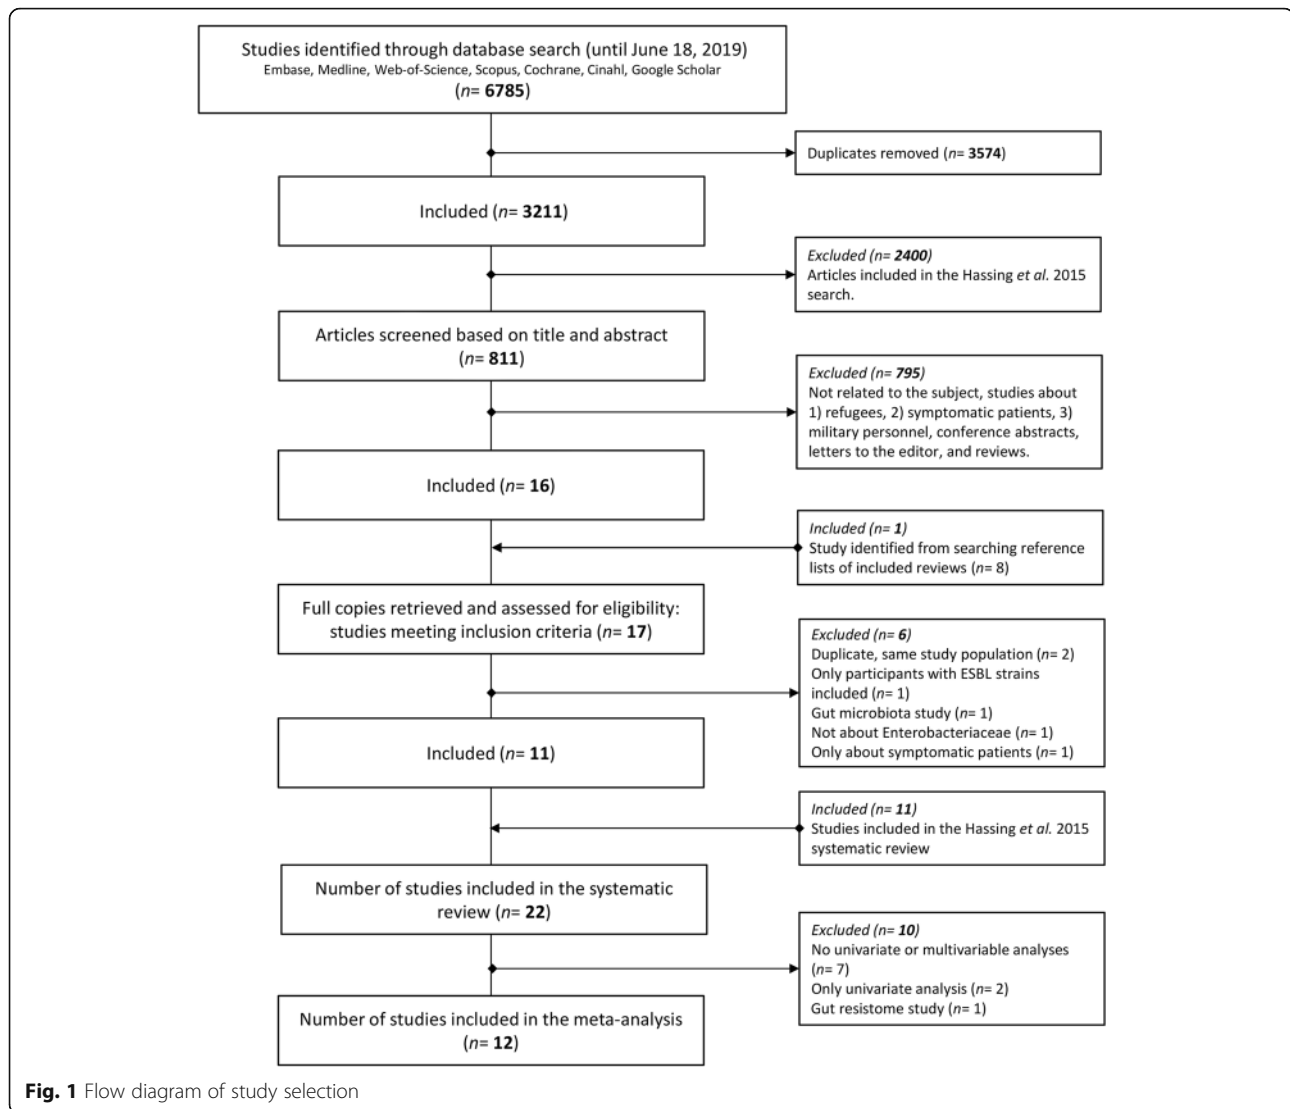 Studies identified through database search (until June 18, 2019)
Embase, Medline, Web-of-Science, Scopus, Cochrane, Cinahl, Google Scholar
(n= 6785)
Duplicates removed (n= 3574)
Included (n= 3211)
Excluded (n= 2400)
Articles included in the Hassing et al. 2015
search.
Articles screened based on title and abstract
(n= 811)
Excluded (n= 795)
Not related to the subject, studies about
1) refugees, 2) symptomatic patients, 3)
military personnel, conference abstracts,
letters to the editor, and reviews.
Included (n= 16)
Included (n= 1)
Study identified from searching reference
lists of included reviews (n= 8)
Full copies retrieved and assessed for eligibility:
studies meeting inclusion criteria (n= 17)
Excluded (n= 6)
Duplicate, same study population (n= 2)
Only participants with ESBL strains
included (n= 1)
Gut microbiota study (n= 1)
Not about Enterobacteriaceae (n= 1)
Only about symptomatic patients (n= 1)
Included (n= 11)
Included (n= 11)
Studies included in the Hassing et al. 2015
systematic review
Number of studies included in the systematic
review (n= 22)
Excluded (n= 10)
No univariate or multivariable analyses
(n= 7)
Only univariate analysis (n= 2)
Gut resistome study (n= 1)
Number of studies included in the meta-analysis
(n= 12)
Fig. 1 Flow diagram of study selection